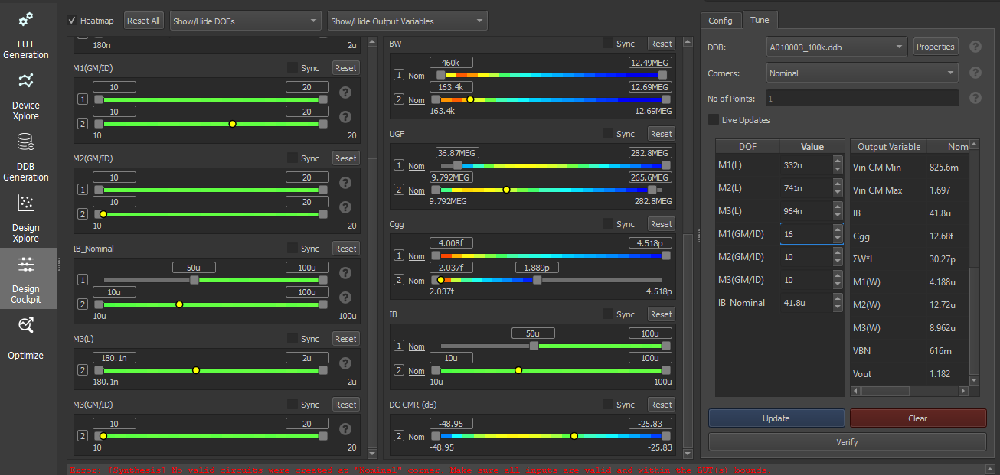 LUT
Generation
Device
Xplore
DDB
Generation
Design
Xplore
Design
Cockpit
Optimize
Heatmap
Reset All
Show/Hide DOFs
Show/Hide Output Variables
180n 2u
M1(GM/ID) Sync Reset
10 20
1
10 20
2
10 20
M2(GM/ID) Sync Reset
10 20
1
10 20
2
10 20
IB_Nominal Sync Reset
50u 100u
1
10u 100u
2
10u 100u
M3(L) Sync Reset
180.1n 2u
2
180.1n 2u
M3(GM/ID) Sync Reset
10 20
2
10 20
BW Sync Reset
460k 12.49MEG
1 Nom
163.4k 12.69MEG
2 Nom
163.4k 12.69MEG
UGF Sync Reset
36.87MEG 282.8MEG
1 Nom
9.792MEG 265.6MEG
2 Nom
9.792MEG 282.8MEG
Cgg Sync Reset
4.008f 4.518p
1 Nom
2.037f 1.889p
2 Nom
2.037f 4.518p
IB Sync Reset
50u 100u
1 Nom
10u 100u
2 Nom
10u 100u
DC CMR (dB) Sync Reset
-48.95 -25.83
2 Nom
-48.95 -25.83
Config Tune
DDB: A010003_100k.ddb Properties ?
Corners: Nominal ?
No of Points: 1 ?
Live Updates
DOF Value
M1(L) 332n
M2(L) 741n
M3(L) 964n
M1(GM/ID) 16
M2(GM/ID) 10
M3(GM/ID) 10
IB_Nominal 41.8u
Output Variable Nom
Vin CM Min 825.6m
Vin CM Max 1.697
IB 41.8u
Cgg 12.68f
ΣW*L 30.27p
M1(W) 4.188u
M2(W) 12.72u
M3(W) 8.962u
VBN 616m
Vout 1.182
Update Clear
Verify
Error: [Synthesis] No valid circuits were created at "Nominal" corner. Make sure all inputs are valid and within the bounds.